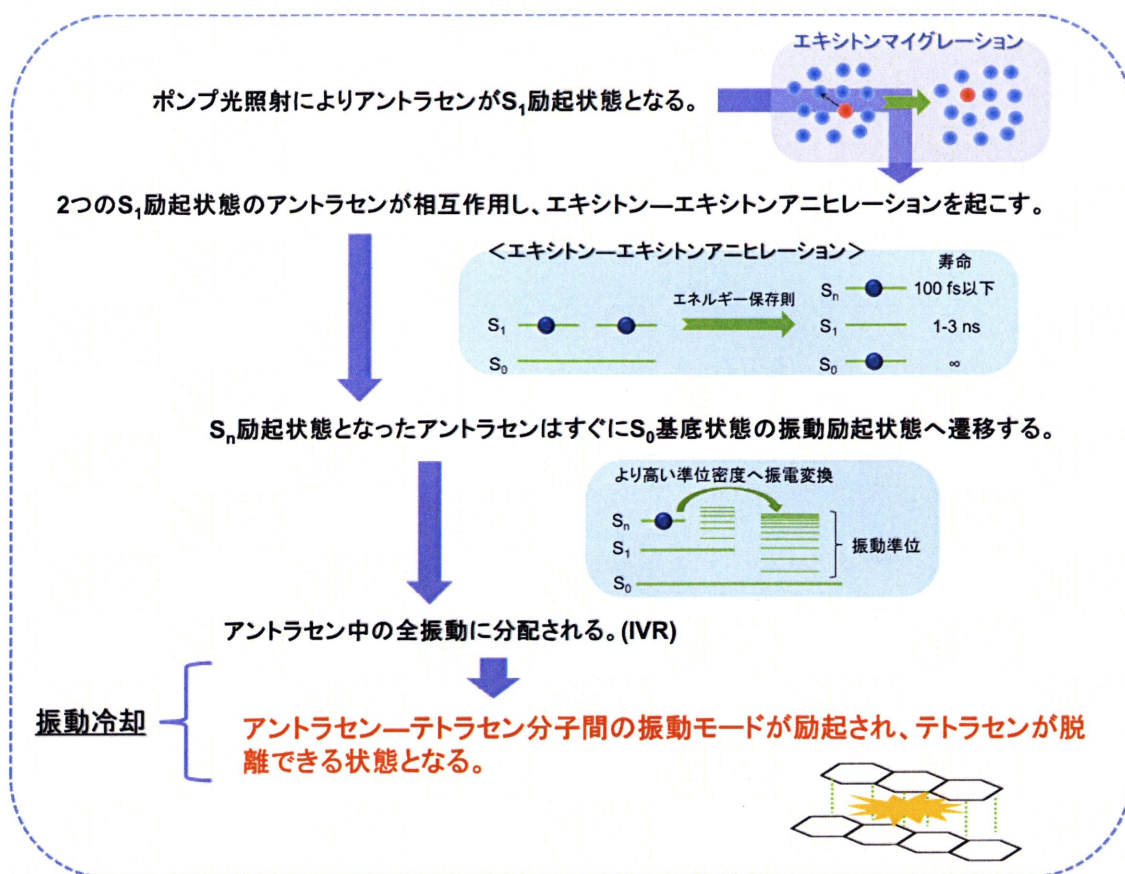 エキシトンマイグレーション
ポンプ光照射によりアントラセンがS₁励起状態となる。
2つのS₁励起状態のアントラセンが相互作用し、エキシトン―エキシトンアニヒレーションを起こす。
＜エキシトン―エキシトンアニヒレーション＞
寿命
エネルギー保存則
Sₙ 100 fs以下
S₁ S₁ 1-3 ns
S₀ S₀ ∞
Sₙ励起状態となったアントラセンはすぐにS₀基底状態の振動励起状態へ遷移する。
より高い準位密度へ振電変換
Sₙ
S₁
振動準位
S₀
アントラセン中の全振動に分配される。(IVR)
振動冷却
アントラセン―テトラセン分子間の振動モードが励起され、テトラセンが脱
離できる状態となる。